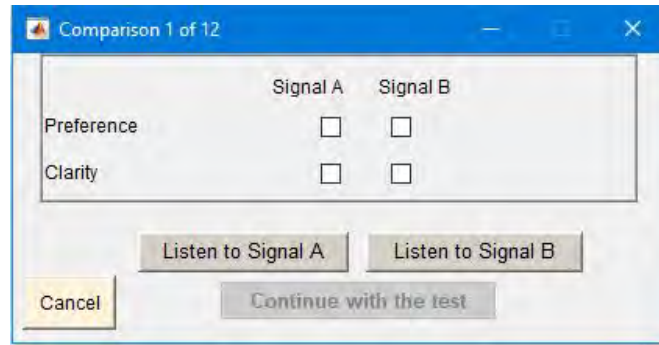 Comparison 1 of 12
Signal A Signal B
Preference
Clarity
Listen to Signal A Listen to Signal B
Cancel Continue with the test